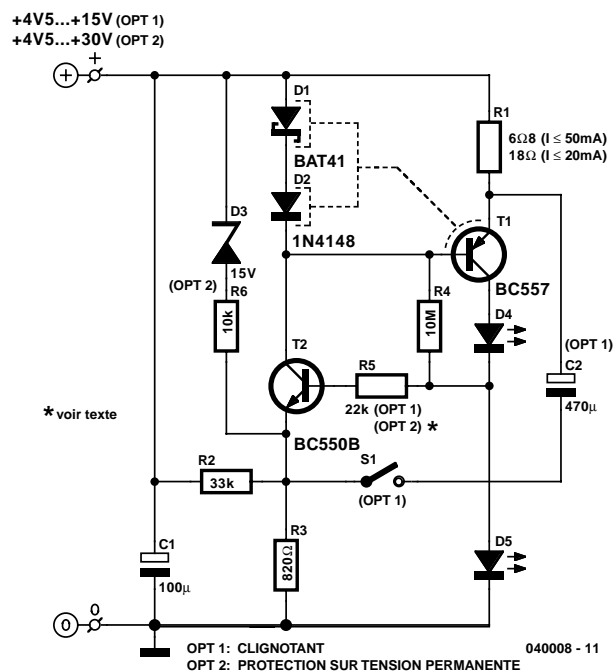 +4V5...+15V (OPT 1)
+4V5...+30V (OPT 2)
+
+
D1
BAT41
D2
1N4148
R1
6Ω8 (I ≤ 50mA)
18Ω (I ≤ 20mA)
T1
BC557
D3
15V
(OPT 2)
R6
10k
R4
10M
D4
(OPT 1)
C2
470µ
T2
BC550B
R5
22k (OPT 1)
(OPT 2) *
* voir texte
R2
33k
S1
(OPT 1)
R3
820Ω
C1
100µ
D5
0
0
OPT 1: CLIGNOTANT
OPT 2: PROTECTION SUR TENSION PERMANENTE
040008 - 11